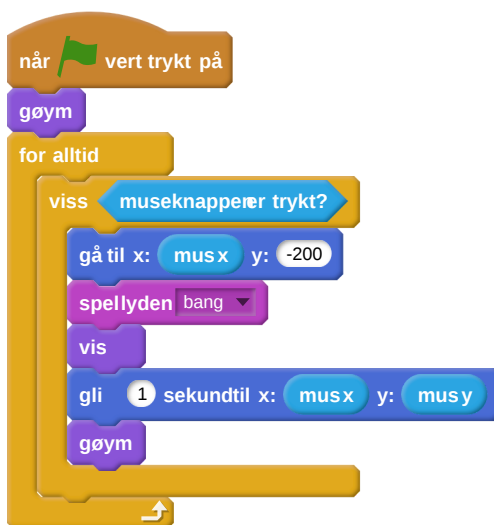 når vert trykt på
gøym
for alltid
viss museknappen er trykt?
gå til x: mus x y: -200
spel lyden bang
vis
gli 1 sekund til x: mus x y: mus y
gøym